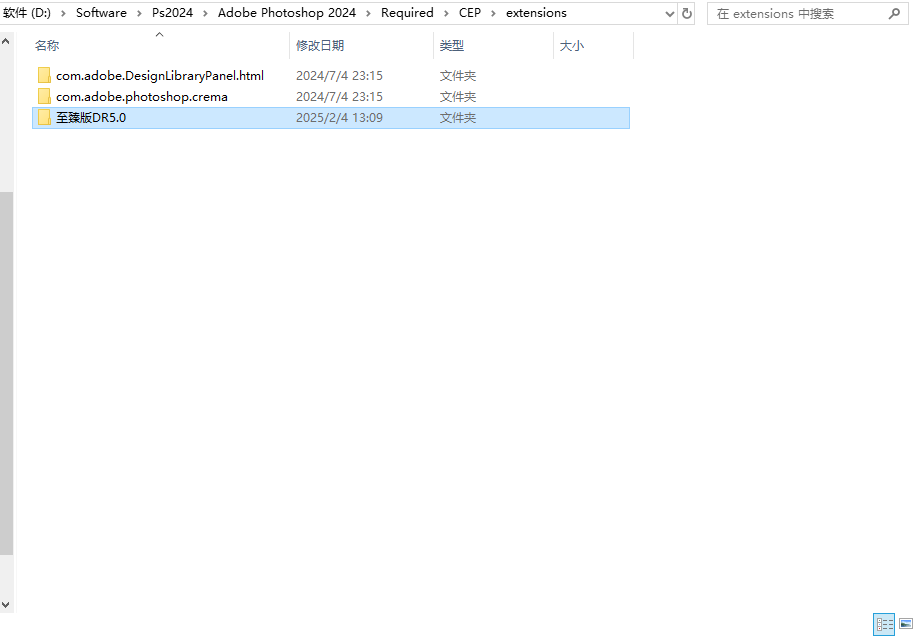 软件 (D:) › Software › Ps2024 › Adobe Photoshop 2024 › Required › CEP › extensions
在 extensions 中搜索
名称 修改日期 类型 大小
com.adobe.DesignLibraryPanel.html 2024/7/4 23:15 文件夹
com.adobe.photoshop.crema 2024/7/4 23:15 文件夹
至臻版DR5.0 2025/2/4 13:09 文件夹